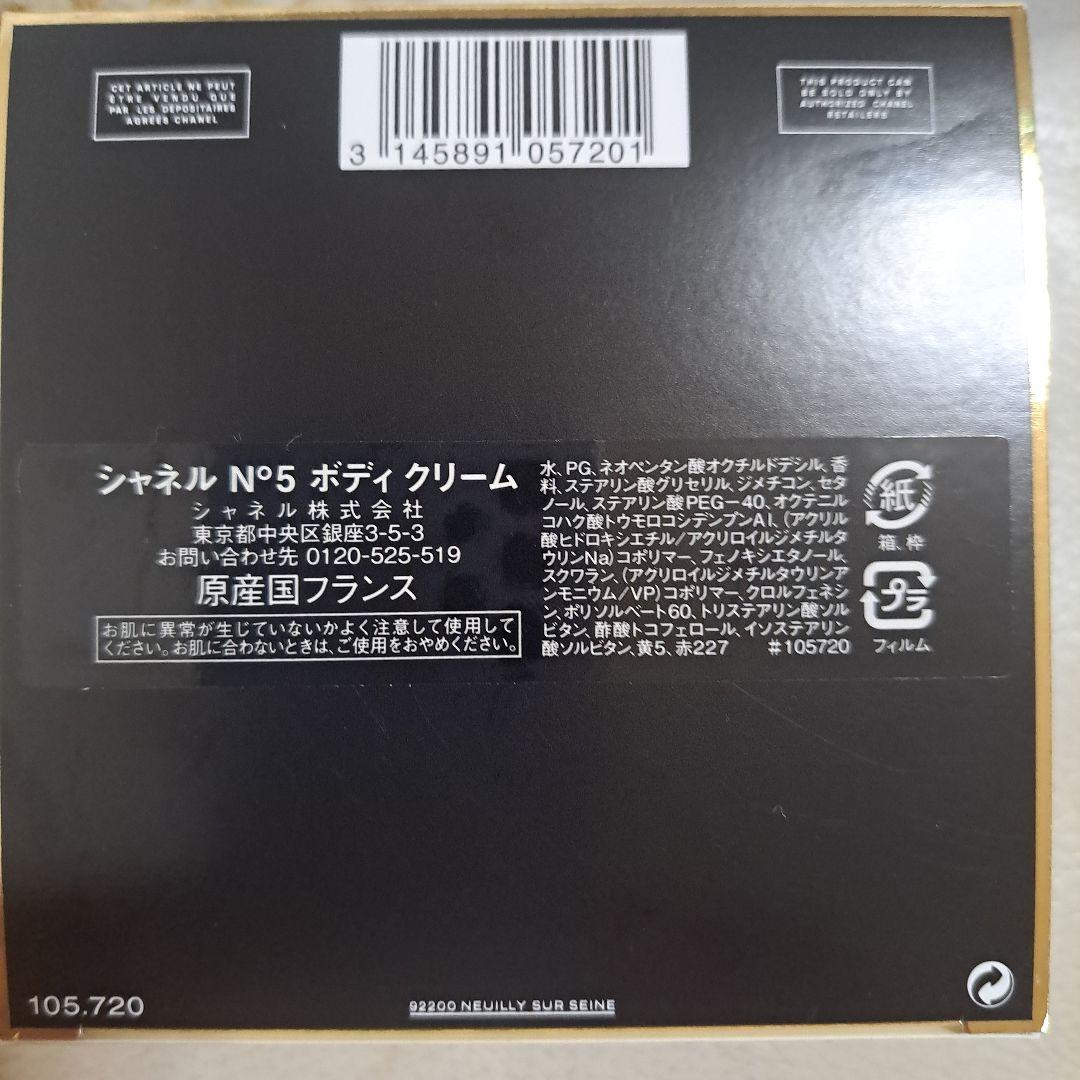 CET ARTICLE NE PEUT
ÊTRE VENDU QUE
PAR LES DÉPOSITAIRES
AGRÉÉS CHANEL
3 145891 057201
THIS PRODUCT CAN
BE SOLD ONLY BY
AUTHORIZED CHANEL
RETAILERS
シャネル Nº5 ボディ クリーム
シャネル株式会社
東京都中央区銀座3-5-3
お問い合わせ先 0120-525-519
原産国フランス
お肌に異常が生じていないかよく注意して使用して
ください。お肌に合わないときは、ご使用をおやめください。
水、PG、ネオペンタン酸オクチルドデシル、香
料、ステアリン酸グリセリル、ジメチコン、セタ
ノール、ステアリン酸PEG－40、オクテニル
コハク酸トウモロコシデンプンAl、(アクリル
酸ヒドロキシエチル/アクリロイルジメチルタ
ウリンNa)コポリマー、フェノキシエタノール、
スクワラン、(アクリロイルジメチルタウリンア
ンモニウム/VP)コポリマー、クロルフェネシ
ン、ポリソルベート60、トリステアリン酸ソル
ビタン、酢酸トコフェロール、イソステアリン
酸ソルビタン、黄5、赤227 #105720
紙
箱、枠
プラ
フィルム
105.720
92200 NEUILLY SUR SEINE